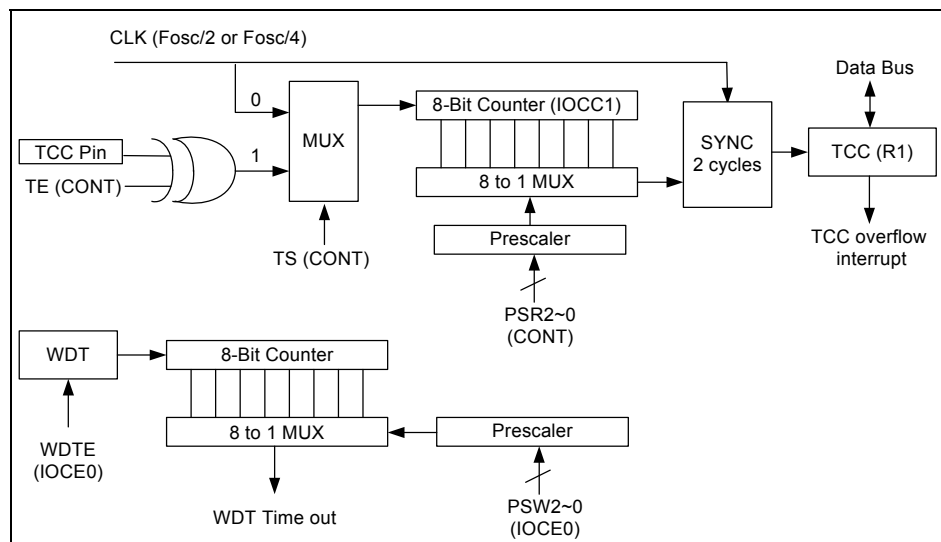 CLK (Fosc/2 or Fosc/4)
Data Bus
0
8-Bit Counter (IOCC1)
MUX
SYNC
2 cycles
TCC (R1)
TCC Pin
1
TE (CONT)
8 to 1 MUX
Prescaler
TS (CONT)
TCC overflow
interrupt
PSR2~0
(CONT)
WDT
8-Bit Counter
8 to 1 MUX
Prescaler
WDTE
(IOCE0)
WDT Time out
PSW2~0
(IOCE0)